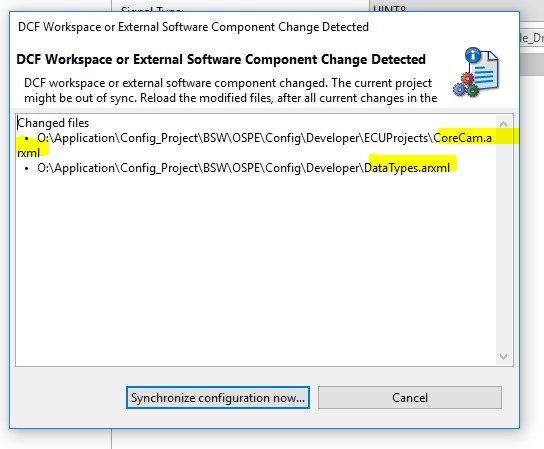 Signal Type:
UINT8
DCF Workspace or External Software Component Change Detected
le_Dr
DCF Workspace or External Software Component Change Detected
DCF workspace or external software component changed. The current project
might be out of sync. Reload the modified files, after all current changes in the
Changed files
• O:\Application\Config_Project\BSW\OSPE\Config\Developer\ECUProjects\CoreCam.a
rxml
• O:\Application\Config_Project\BSW\OSPE\Config\Developer\DataTypes.arxml
Synchronize configuration now...
Cancel